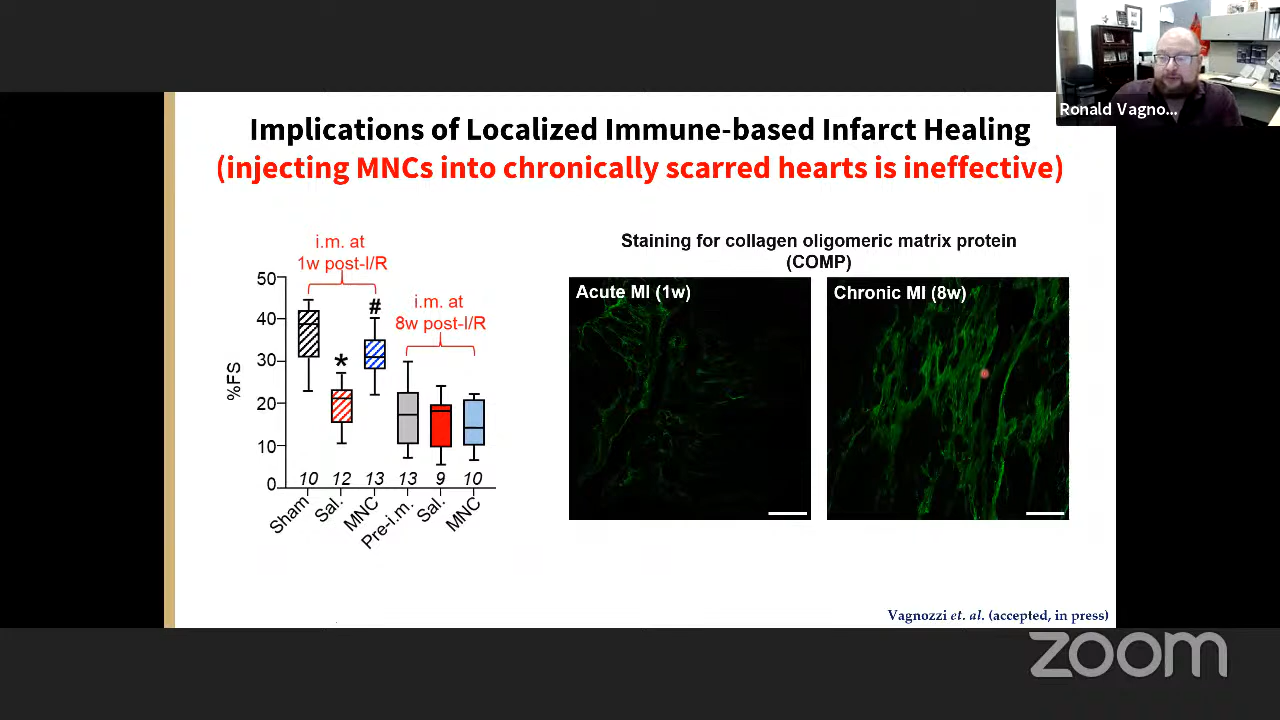 Ronald Vagno...
Implications of Localized Immune-based Infarct Healing
(injecting MNCs into chronically scarred hearts is ineffective)
i.m. at
1w post-I/R
i.m. at
8w post-I/R
%FS
50
40
30
20
10
0
#
*
10 12 13 13 9 10
Sham Sal. MNC Pre-i.m. Sal. MNC
Staining for collagen oligomeric matrix protein
(COMP)
Acute MI (1w)
Chronic MI (8w)
Vagnozzi et. al. (accepted, in press)
zoom